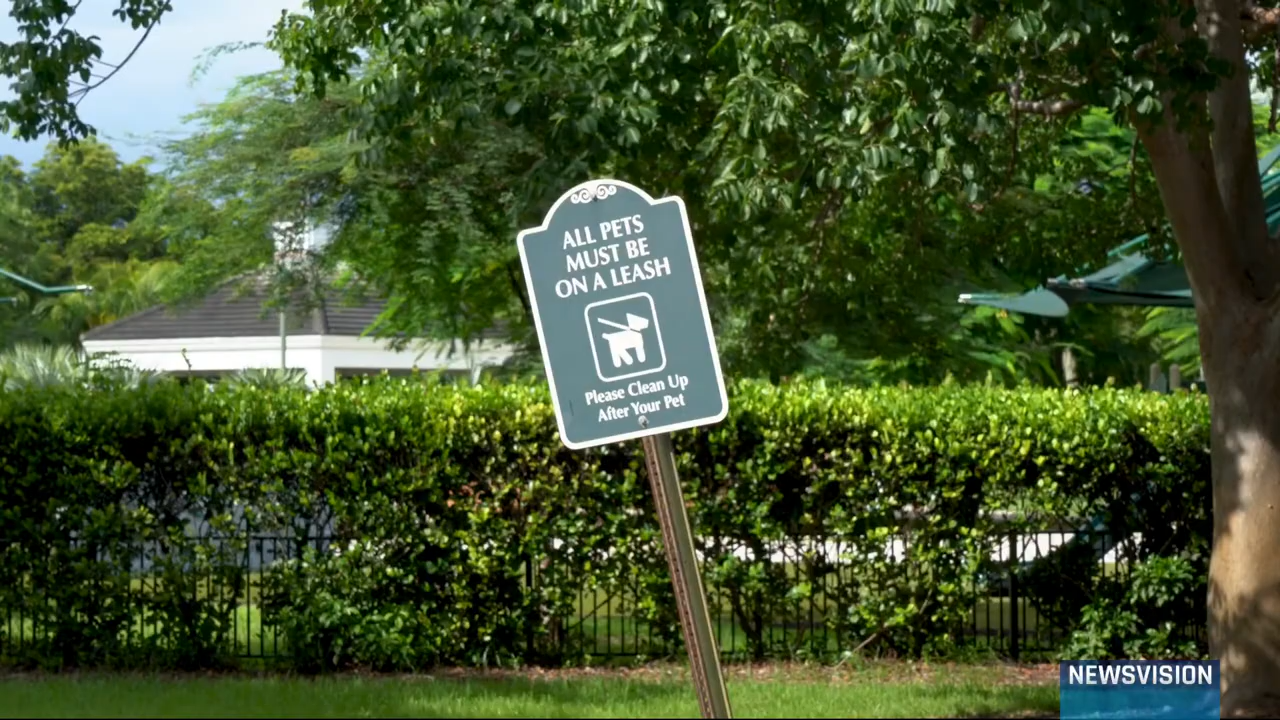 ALL PETS
MUST BE
ON A LEASH
Please Clean Up
After Your Pet
NEWSVISION